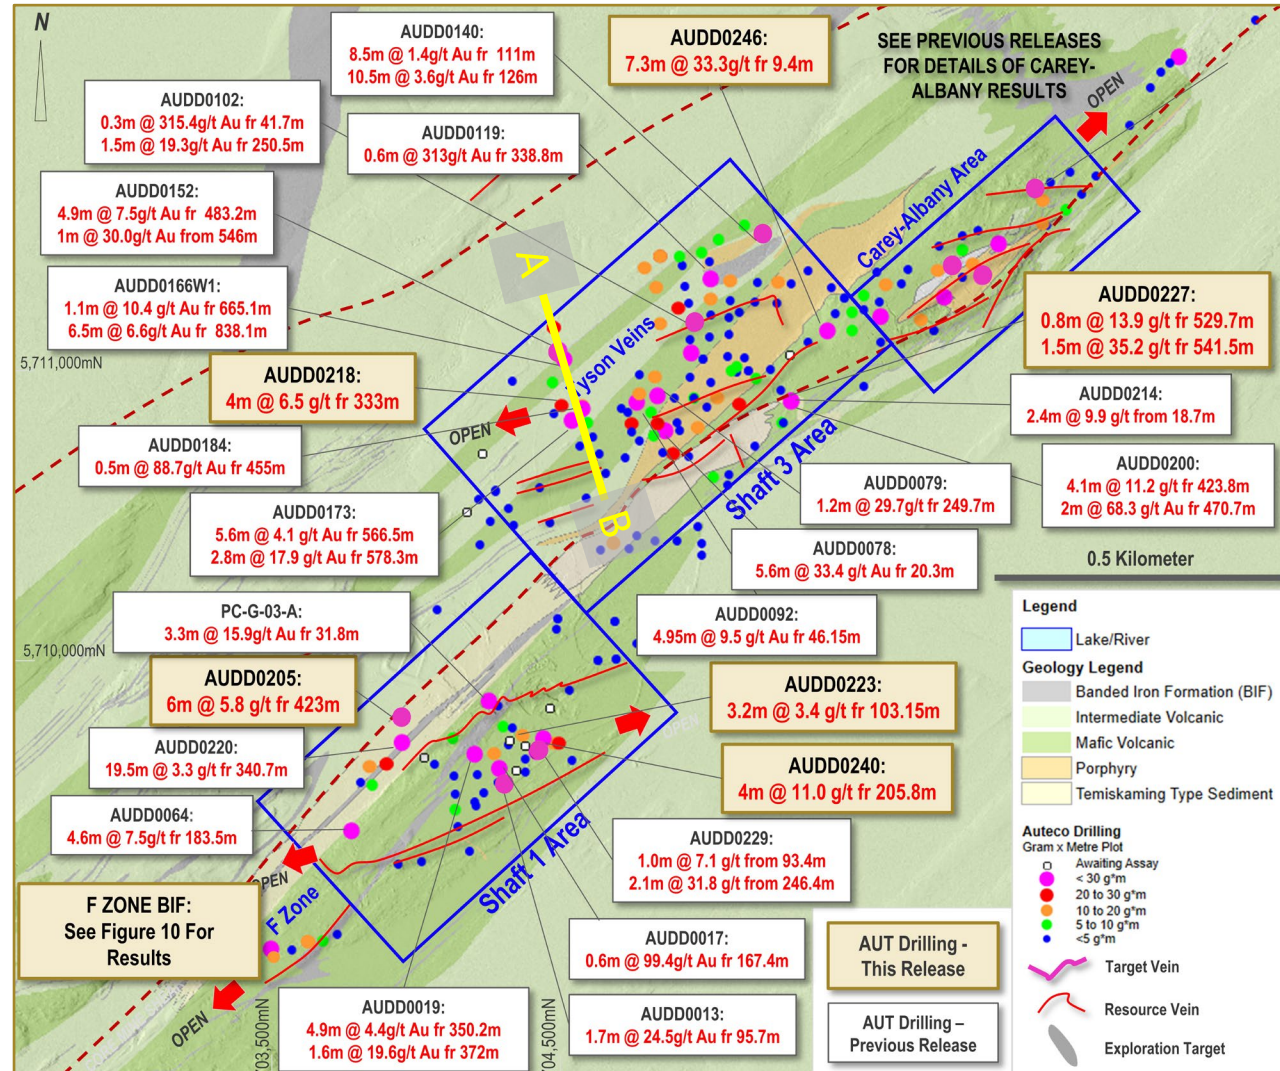 N
AUDD0140:
8.5m @ 1.4g/t Au fr 111m
10.5m @ 3.6g/t Au fr 126m
AUDD0246:
7.3m @ 33.3g/t fr 9.4m
SEE PREVIOUS RELEASES
FOR DETAILS OF CAREY-
ALBANY RESULTS
OPEN
AUDD0102:
0.3m @ 315.4g/t Au fr 41.7m
1.5m @ 19.3g/t Au fr 250.5m
AUDD0119:
0.6m @ 313g/t Au fr 338.8m
AUDD0152:
4.9m @ 7.5g/t Au fr 483.2m
1m @ 30.0g/t Au from 546m
Carey-Albany Area
A
AUDD0166W1:
1.1m @ 10.4 g/t Au fr 665.1m
6.5m @ 6.6g/t Au fr 838.1m
AUDD0227:
0.8m @ 13.9 g/t fr 529.7m
1.5m @ 35.2 g/t fr 541.5m
5,711,000mN
yson Veins
AUDD0218:
4m @ 6.5 g/t fr 333m
AUDD0214:
2.4m @ 9.9 g/t from 18.7m
OPEN
AUDD0184:
0.5m @ 88.7g/t Au fr 455m
Shaft 3 Area
AUDD0200:
4.1m @ 11.2 g/t fr 423.8m
2m @ 68.3 g/t Au fr 470.7m
AUDD0079:
1.2m @ 29.7g/t fr 249.7m
AUDD0173:
5.6m @ 4.1 g/t Au fr 566.5m
2.8m @ 17.9 g/t Au fr 578.3m
B
AUDD0078:
5.6m @ 33.4 g/t Au fr 20.3m
0.5 Kilometer
PC-G-03-A:
3.3m @ 15.9g/t Au fr 31.8m
AUDD0092:
4.95m @ 9.5 g/t Au fr 46.15m
5,710,000mN
AUDD0205:
6m @ 5.8 g/t fr 423m
AUDD0223:
3.2m @ 3.4 g/t fr 103.15m
OPEN
AUDD0220:
19.5m @ 3.3 g/t fr 340.7m
AUDD0240:
4m @ 11.0 g/t fr 205.8m
AUDD0064:
4.6m @ 7.5g/t fr 183.5m
AUDD0229:
1.0m @ 7.1 g/t from 93.4m
2.1m @ 31.8 g/t from 246.4m
Shaft 1 Area
OPEN
F ZONE BIF:
See Figure 10 For
Results
F Zone
AUDD0017:
0.6m @ 99.4g/t Au fr 167.4m
OPEN
AUDD0019:
4.9m @ 4.4g/t Au fr 350.2m
1.6m @ 19.6g/t Au fr 372m
AUDD0013:
1.7m @ 24.5g/t Au fr 95.7m
03,500mN
04,500mN
AUT Drilling -
This Release
AUT Drilling –
Previous Release
Legend
Lake/River
Geology Legend
Banded Iron Formation (BIF)
Intermediate Volcanic
Mafic Volcanic
Porphyry
Temiskaming Type Sediment
Auteco Drilling
Gram x Metre Plot
Awaiting Assay
< 30 g*m
20 to 30 g*m
10 to 20 g*m
5 to 10 g*m
<5 g*m
Target Vein
Resource Vein
Exploration Target